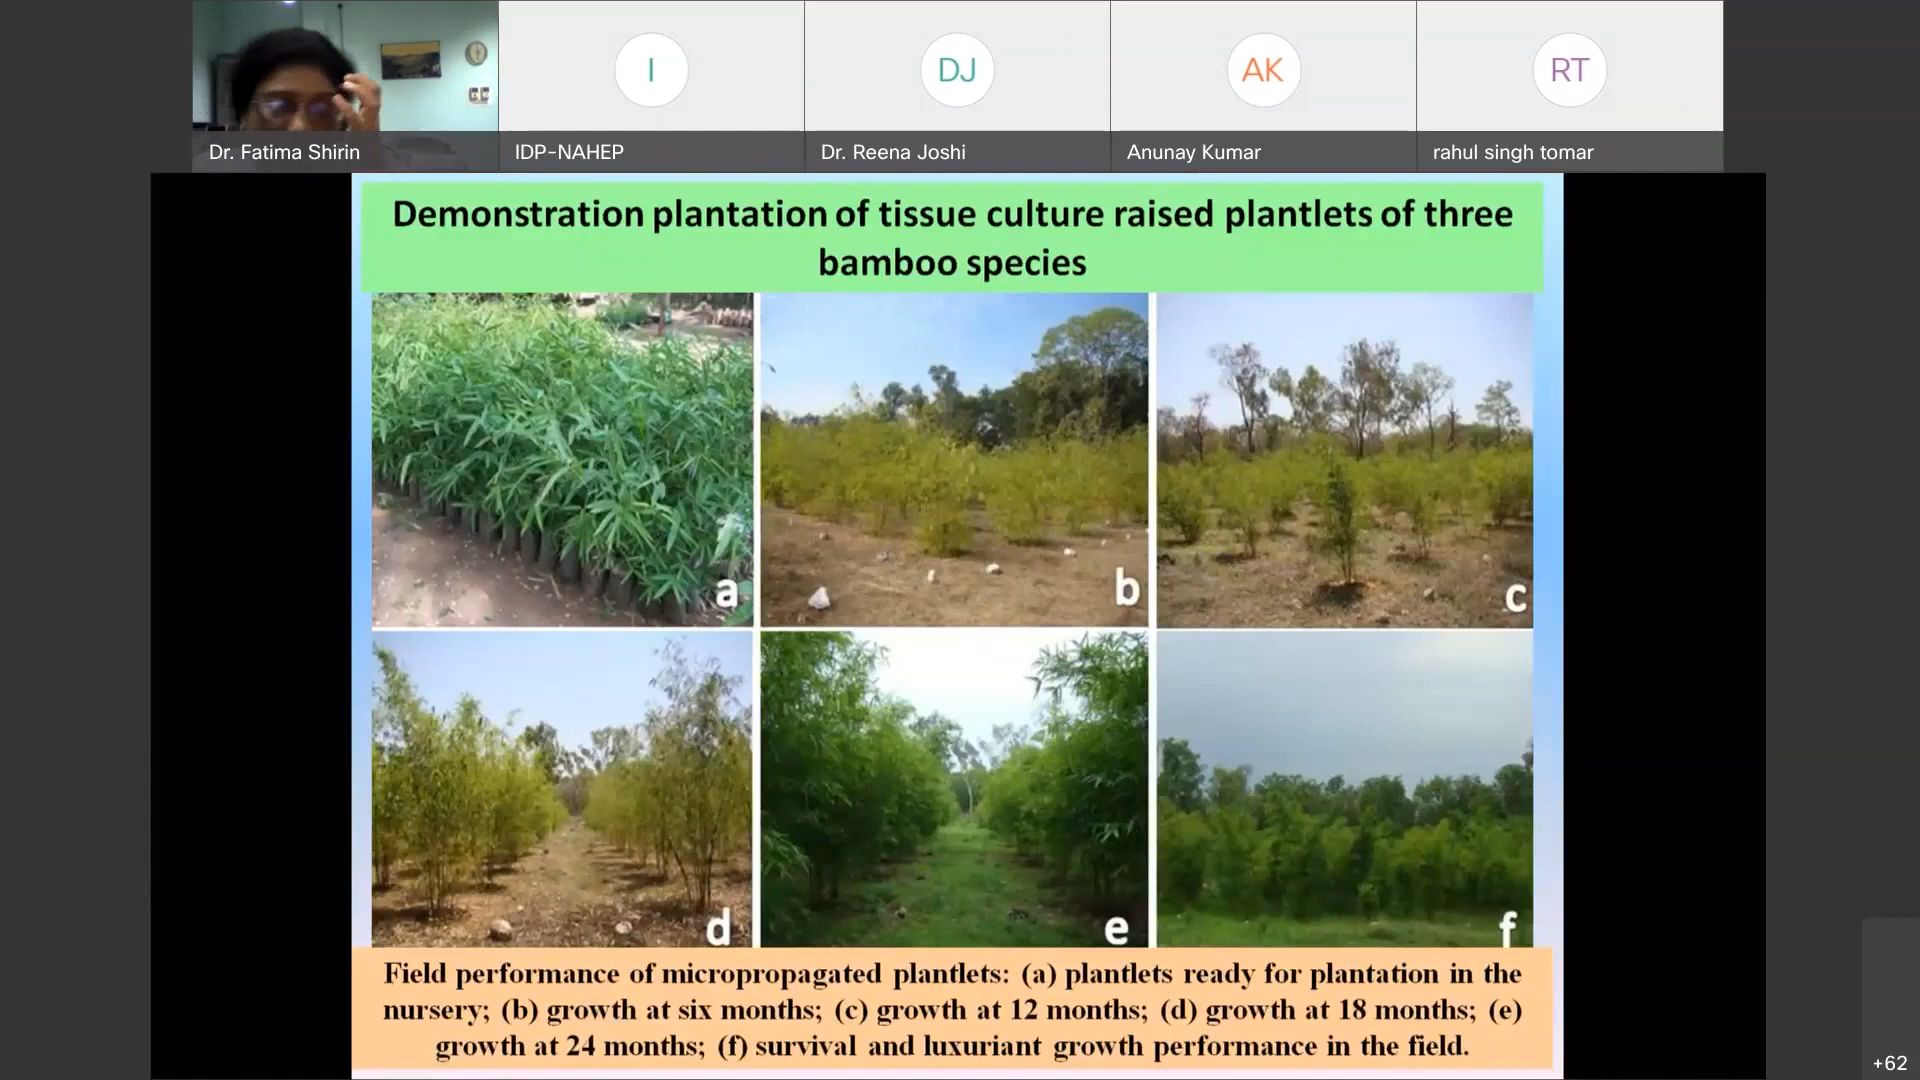 I
DJ
AK
RT
Dr. Fatima Shirin
IDP-NAHEP
Dr. Reena Joshi
Anunay Kumar
rahul singh tomar
Demonstration plantation of tissue culture raised plantlets of three
bamboo species
a
b
c
d
e
f
Field performance of micropropagated plantlets: (a) plantlets ready for plantation in the
nursery; (b) growth at six months; (c) growth at 12 months; (d) growth at 18 months; (e)
growth at 24 months; (f) survival and luxuriant growth performance in the field.
+62